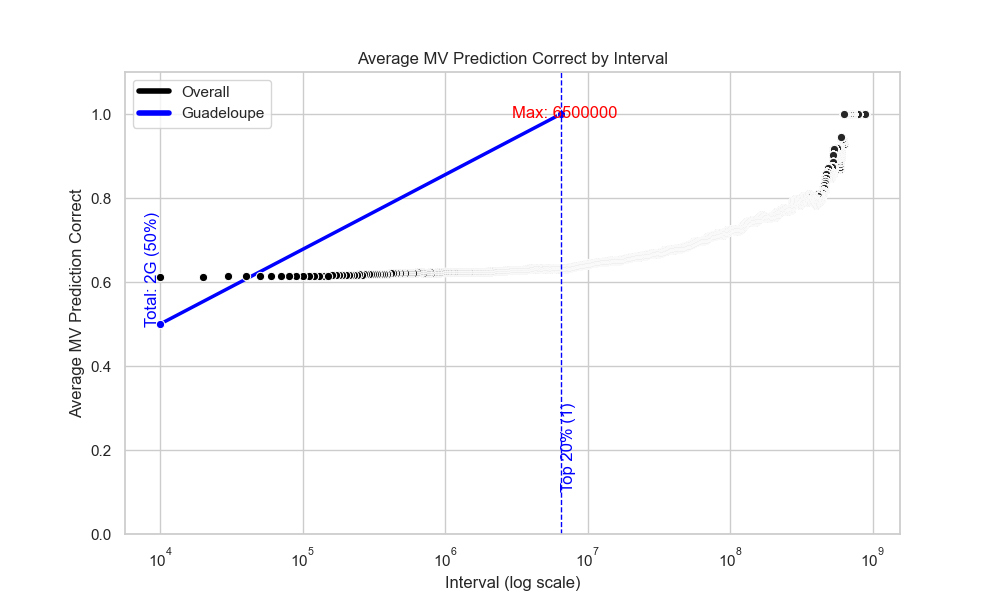 Average MV Prediction Correct by Interval
Overall
Guadeloupe
Max: 6500000
Total: 2G (50%)
Top 20% (1)
Average MV Prediction Correct
1.0
0.8
0.6
0.4
0.2
0.0
10^4
10^5
10^6
10^7
10^8
10^9
Interval (log scale)